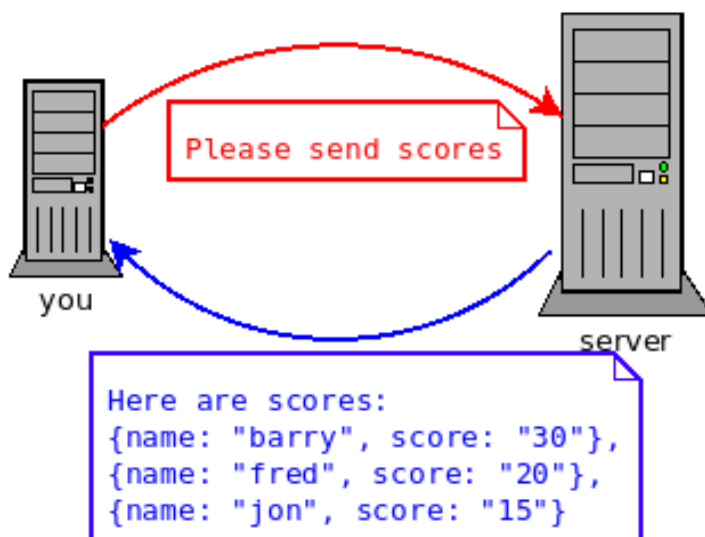 Please send scores
you
server
Here are scores:
{name: "barry", score: "30"},
{name: "fred", score: "20"},
{name: "jon", score: "15"}